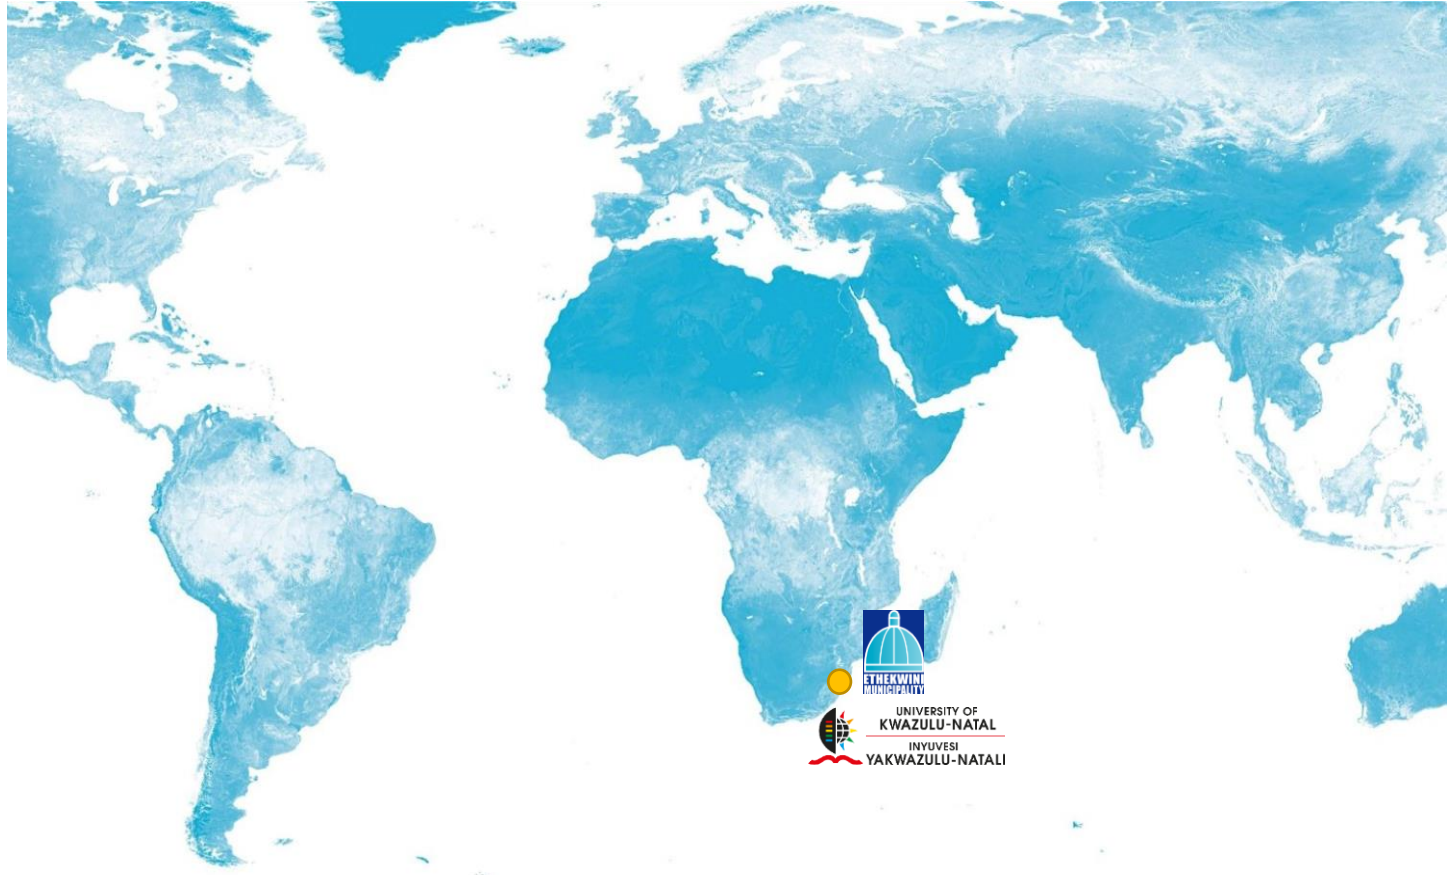 ETHEKWINI
MUNICIPALITY
UNIVERSITY OF
KWAZULU-NATAL
INYUVESI
YAKWAZULU-NATALI